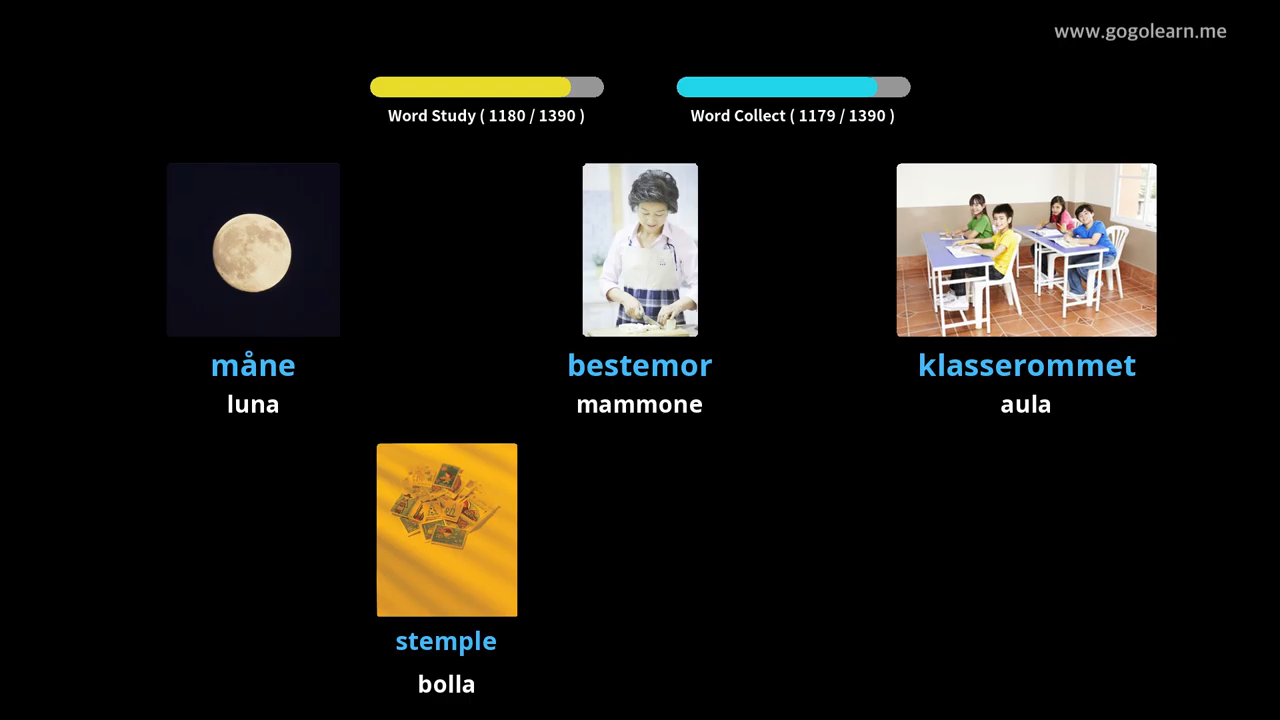 www.gogolearn.me
Word Study ( 1180 / 1390 )
Word Collect ( 1179 / 1390 )
måne
luna
bestemor
mammone
klasserommet
aula
stemple
bolla